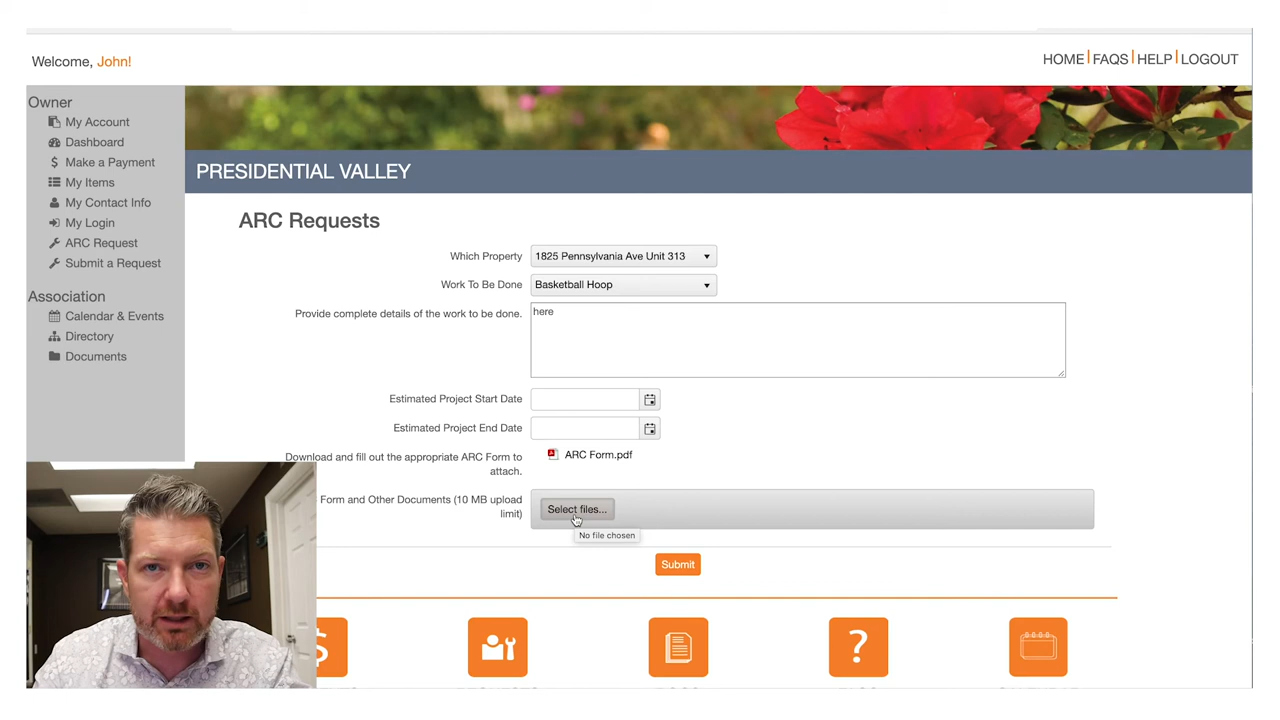 Welcome, John!
HOME FAQS HELP LOGOUT
Owner
My Account
Dashboard
Make a Payment
My Items
My Contact Info
My Login
ARC Request
Submit a Request
Association
Calendar & Events
Directory
Documents
PRESIDENTIAL VALLEY
ARC Requests
Which Property 1825 Pennsylvania Ave Unit 313
Work To Be Done Basketball Hoop
Provide complete details of the work to be done. here
Estimated Project Start Date
Estimated Project End Date
Download and fill out the appropriate ARC Form to
attach.
ARC Form.pdf
Form and Other Documents (10 MB upload
limit)
Select files...
No file chosen
Submit